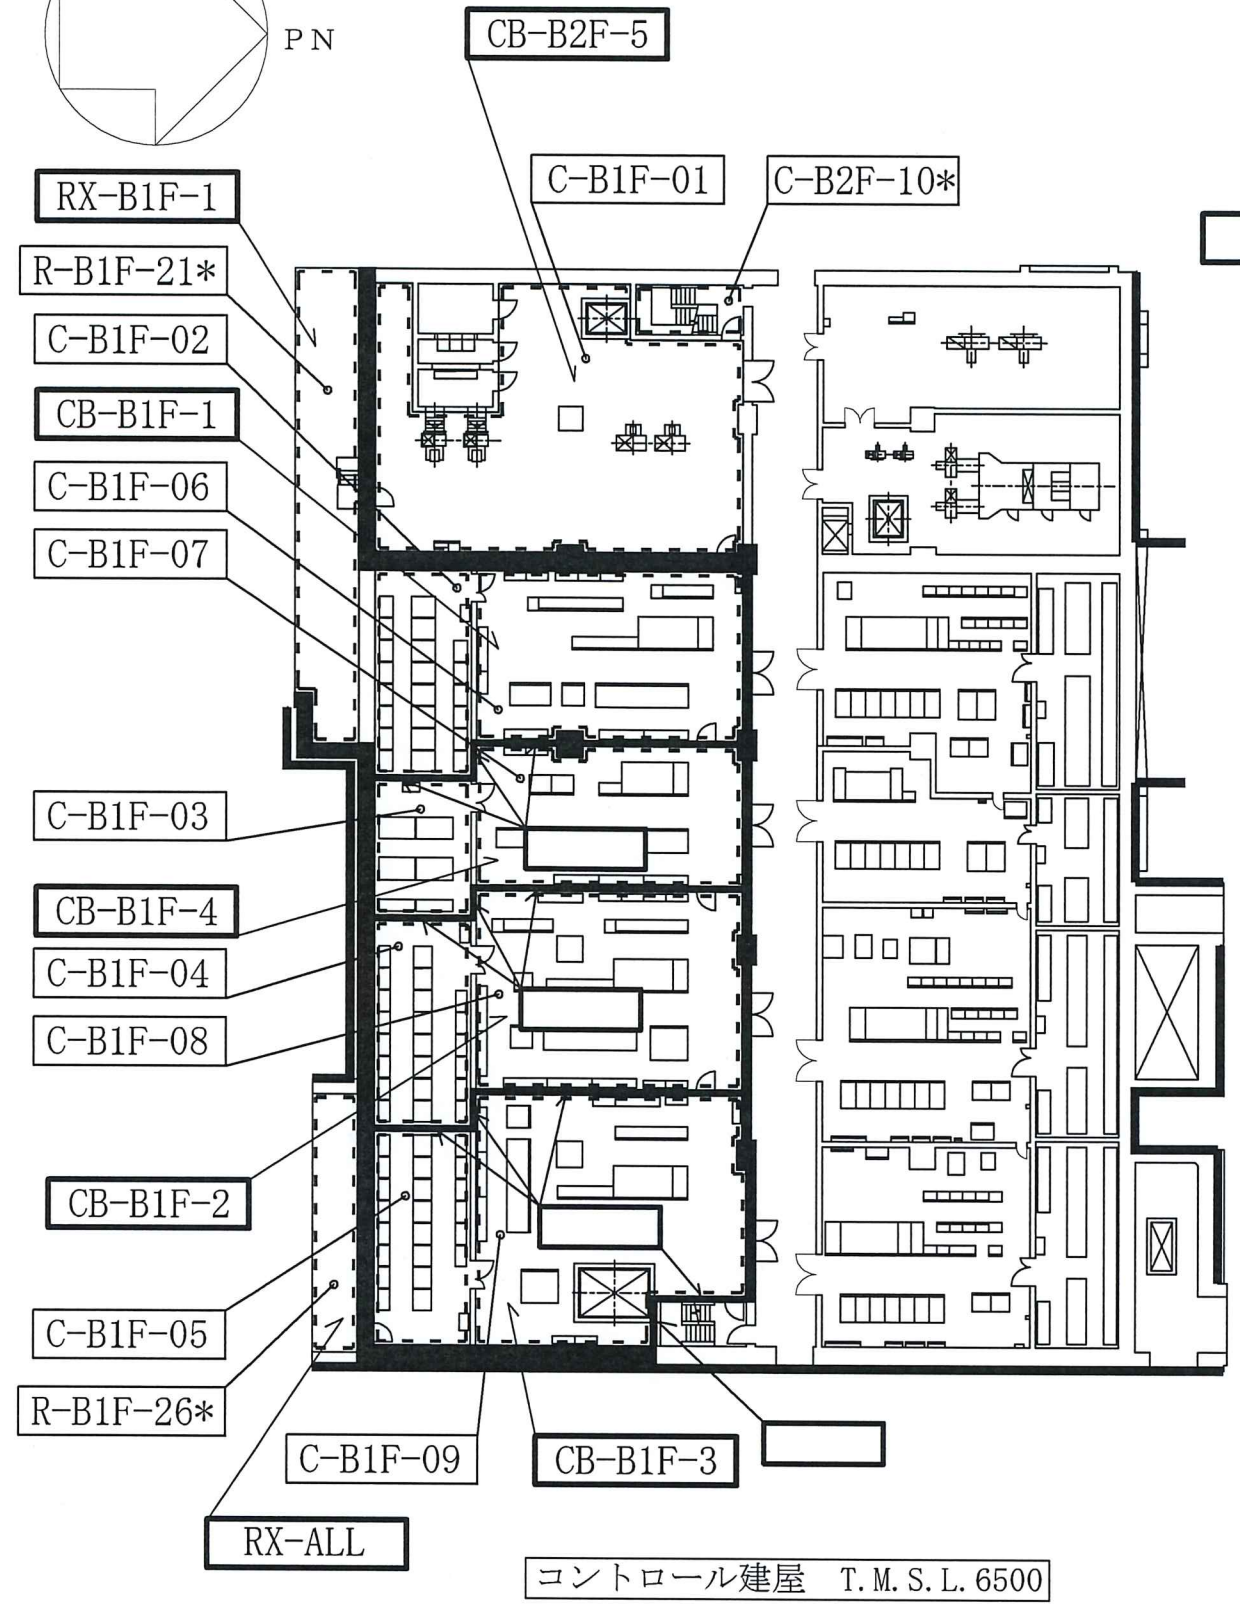 PN
CB-B2F-5
C-B1F-01
C-B2F-10*
RX-B1F-1
R-B1F-21*
C-B1F-02
CB-B1F-1
C-B1F-06
C-B1F-07
C-B1F-03
CB-B1F-4
C-B1F-04
C-B1F-08
CB-B1F-2
C-B1F-05
R-B1F-26*
C-B1F-09
CB-B1F-3
RX-ALL
コントロール建屋 T.M.S.L.6500